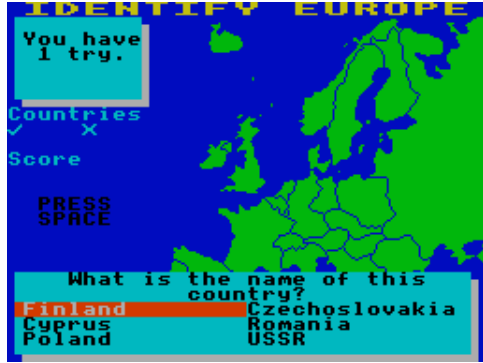 IDENTIFY EUROPE
You have
1 try.
Countries
✓ X
Score
PRESS
SPACE
What is the name of this
country?
Finland Czechoslovakia
Cyprus Romania
Poland USSR